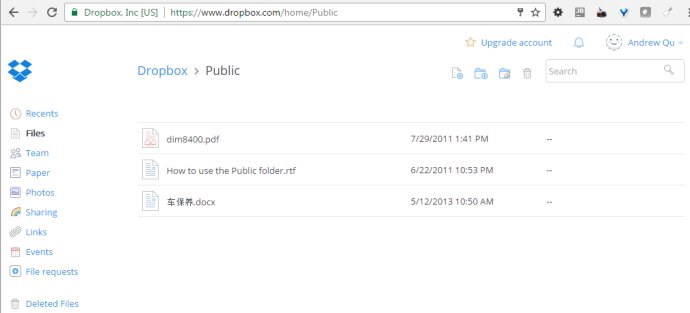 Dropbox, Inc [US] https://www.dropbox.com/home/Public
Upgrade account Andrew Qu
Dropbox > Public
Search
Recents
Files
Team
Paper
Photos
Sharing
Links
Events
File requests
Deleted Files
dim8400.pdf 7/29/2011 1:41 PM --
How to use the Public folder.rtf 6/22/2011 10:53 PM --
车保养.docx 5/12/2013 10:50 AM --